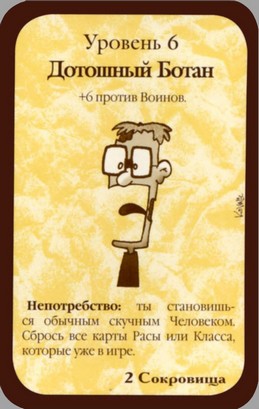 Уровень 6
Дотошный Ботан
+6 против Воинов.
Непотребство: ты становишь-
ся обычным скучным Человеком.
Сбрось все карты Расы или Класса,
которые уже в игре.
2 Сокровища